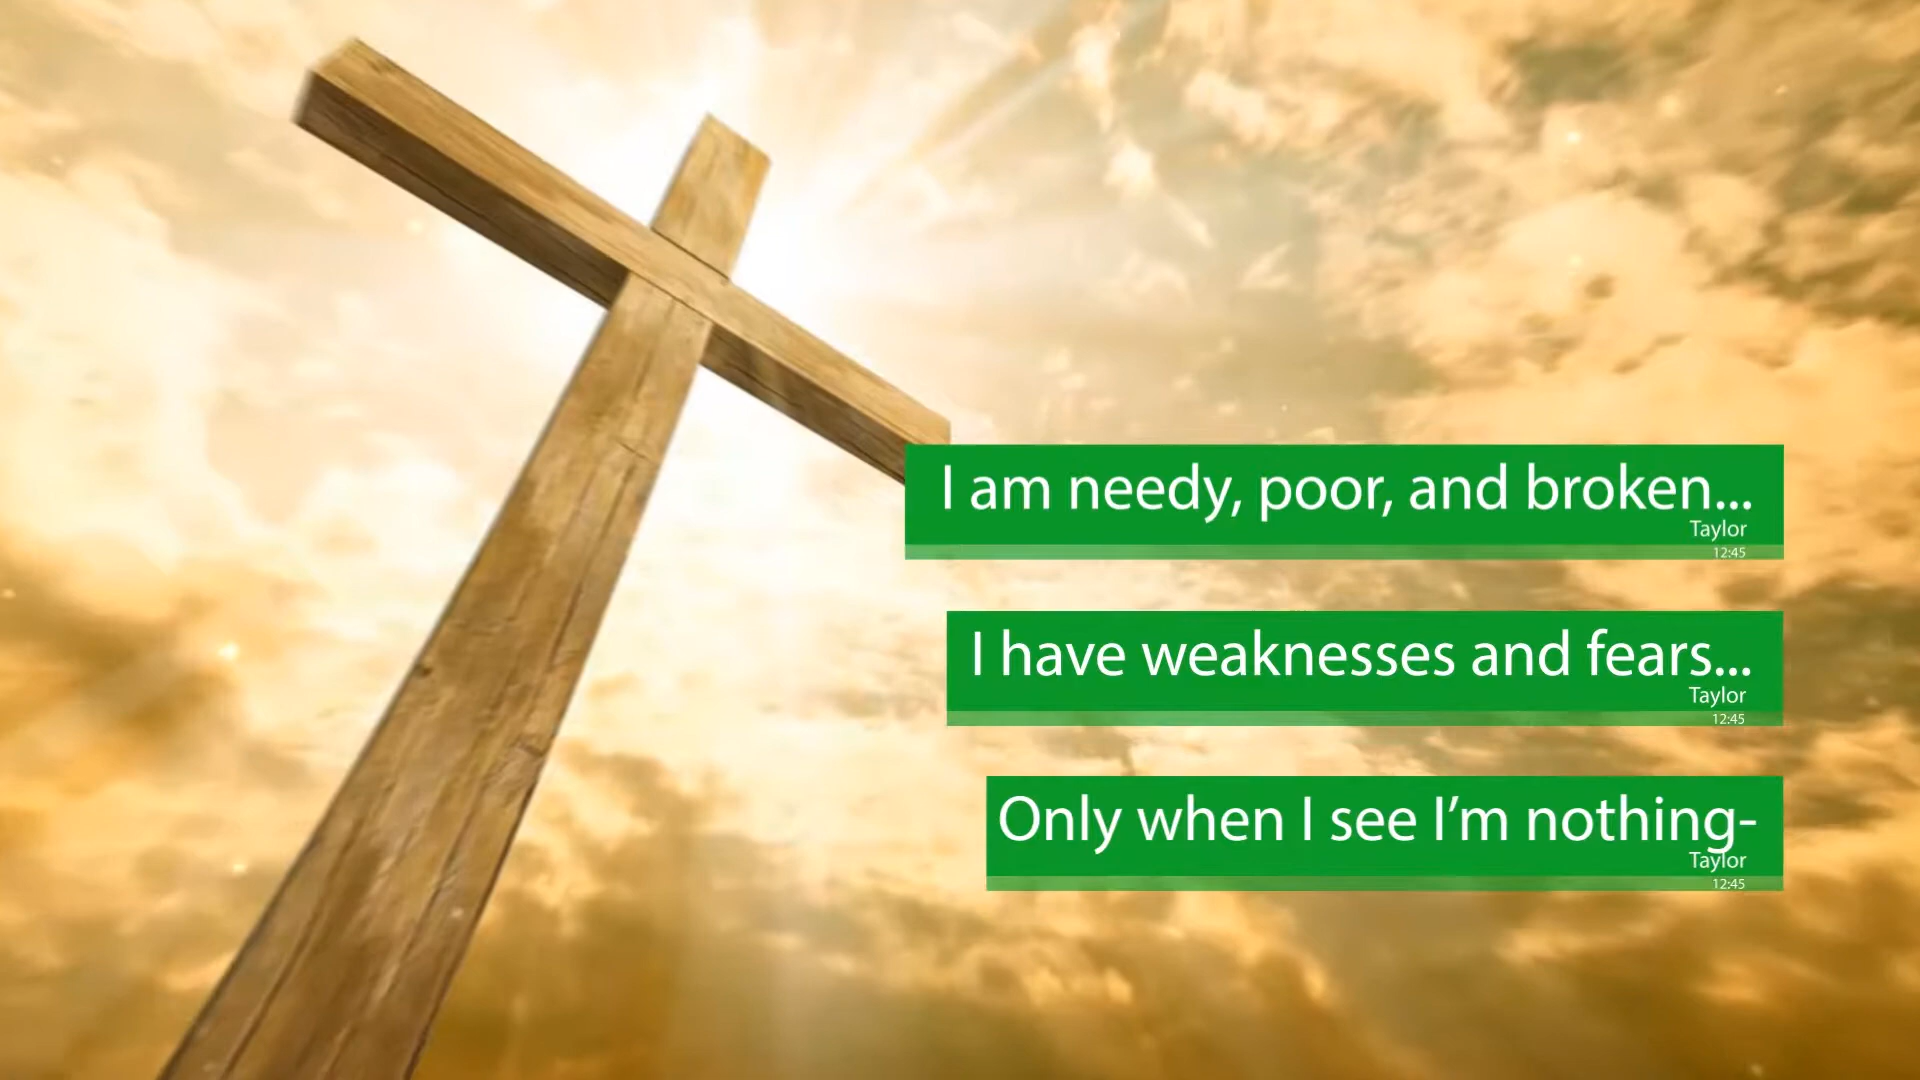 I am needy, poor, and broken...
Taylor
12:45
I have weaknesses and fears...
Taylor
12:45
Only when I see I’m nothing-
Taylor
12:45